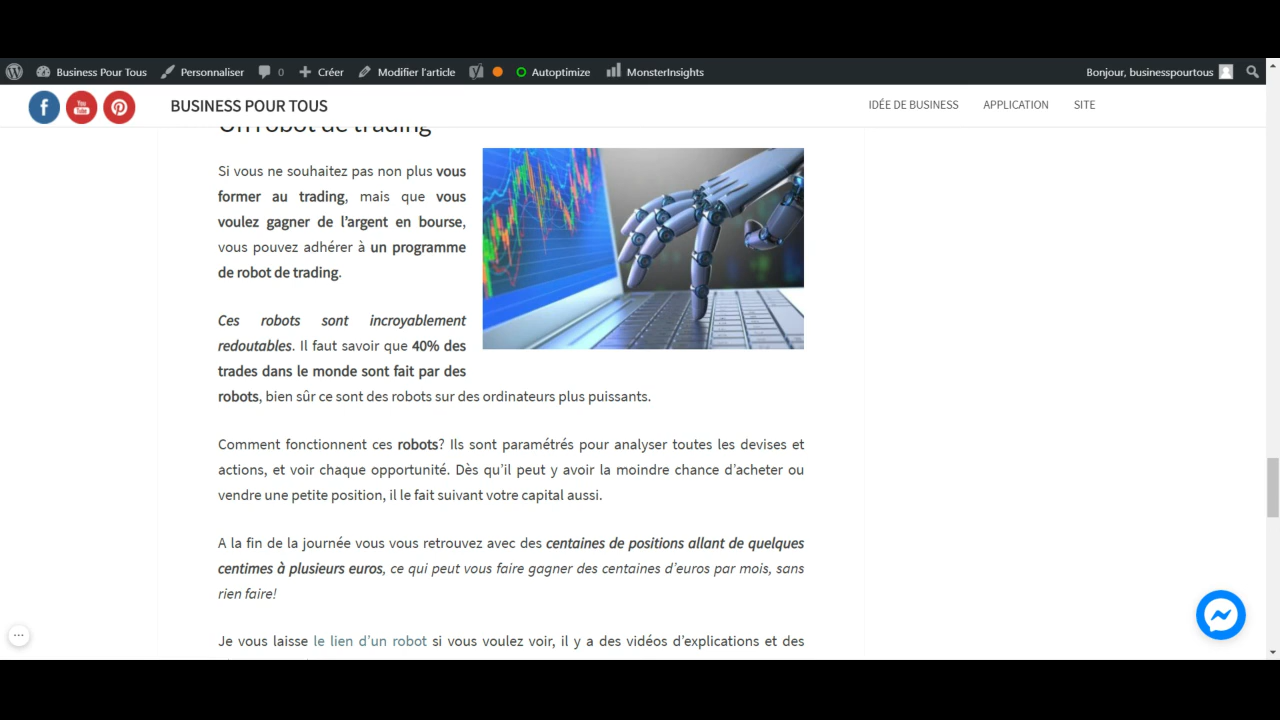 Business Pour Tous Personnaliser 0 Créer Modifier l'article Autoptimize MonsterInsights Bonjour, businesspourtous
f You Tube BUSINESS POUR TOUS IDÉE DE BUSINESS APPLICATION SITE
Un robot de trading
Si vous ne souhaitez pas non plus vous
former au trading, mais que vous
voulez gagner de l'argent en bourse,
vous pouvez adhérer à un programme
de robot de trading.
Ces robots sont incroyablement
redoutables. Il faut savoir que 40% des
trades dans le monde sont fait par des
robots, bien sûr ce sont des robots sur des ordinateurs plus puissants.
Comment fonctionnent ces robots? Ils sont paramétrés pour analyser toutes les devises et
actions, et voir chaque opportunité. Dès qu'il peut y avoir la moindre chance d'acheter ou
vendre une petite position, il le fait suivant votre capital aussi.
A la fin de la journée vous vous retrouvez avec des centaines de positions allant de quelques
centimes à plusieurs euros, ce qui peut vous faire gagner des centaines d'euros par mois, sans
rien faire!
Je vous laisse le lien d'un robot si vous voulez voir, il y a des vidéos d'explications et des